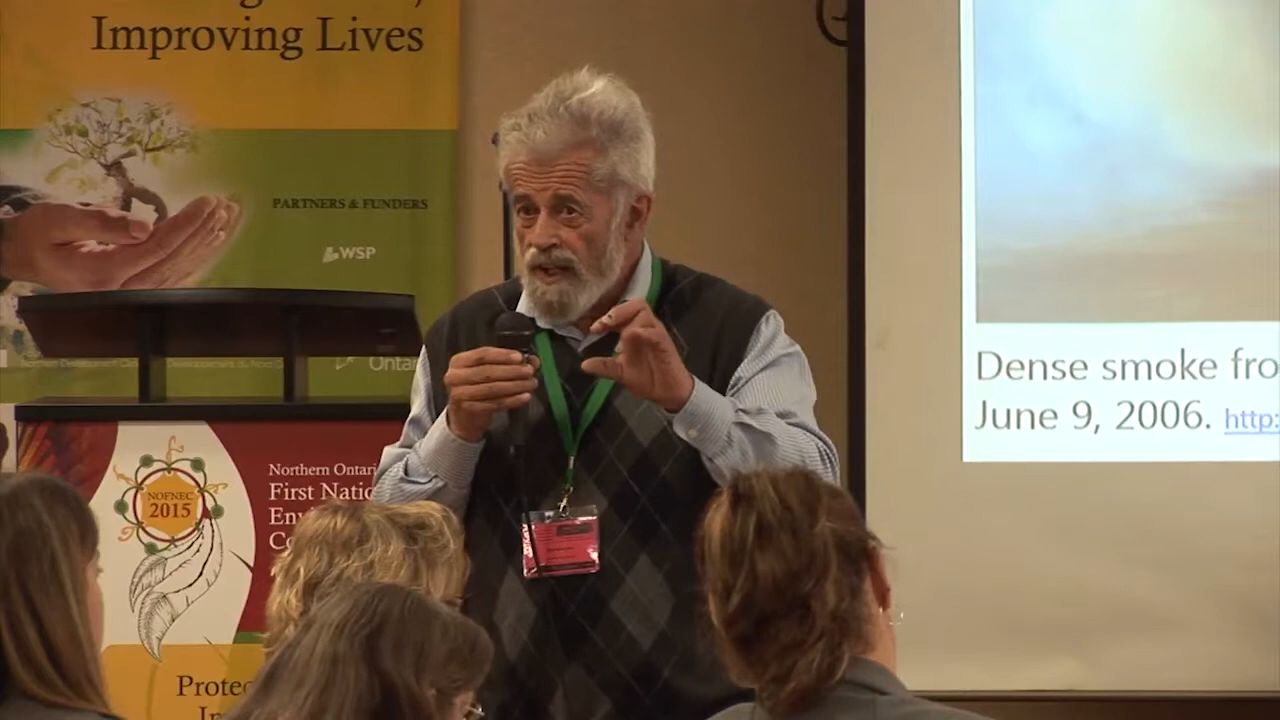 Improving Lives
PARTNERS & FUNDERS
WSP
Ontar
NOFNEC
2015
Northern Ontari
First Natio
Envi
Co
Protec
In
Dense smoke fro
June 9, 2006. http: